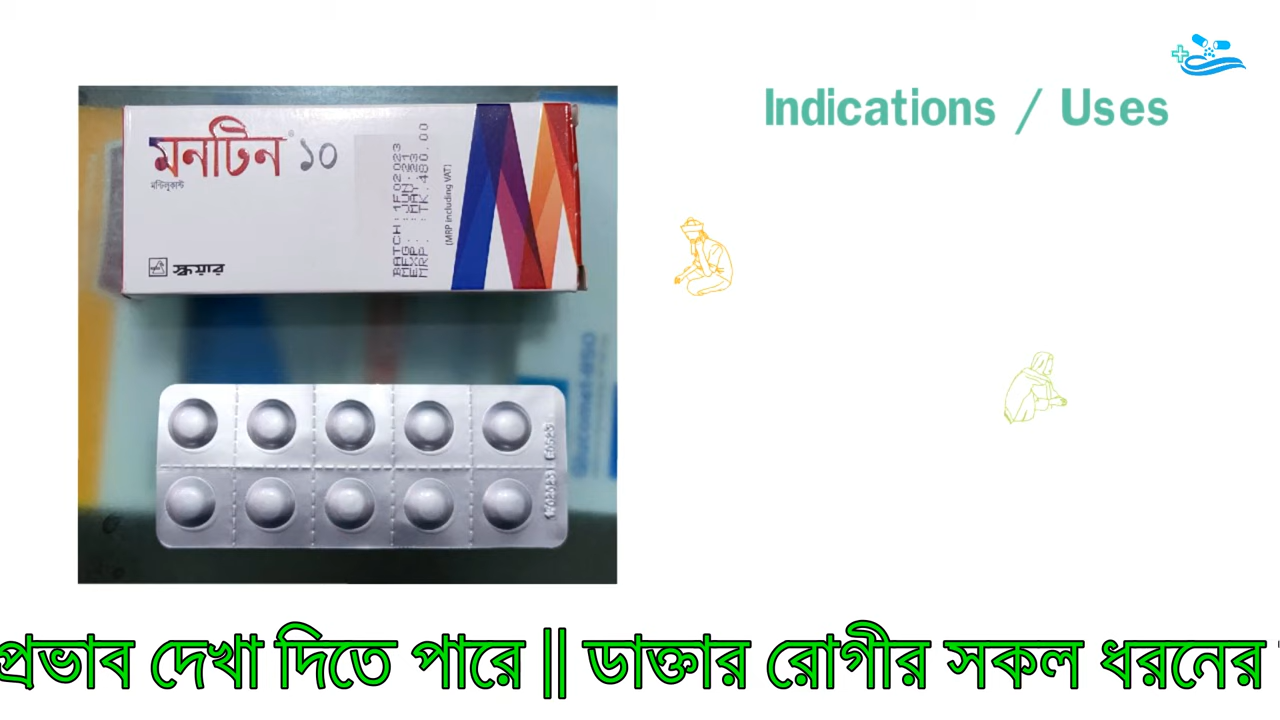 Indications / Uses
মনটিন® ১০
মন্টিলুকাস্ট
স্কয়ার
BATCH : 1F02023
MFG. : JUN.21
EXP. : MAY.23
MRP. : TK.480.00
(MRP Including VAT)
প্রভাব দেখা দিতে পারে || ডাক্তার রোগীর সকল ধরনের